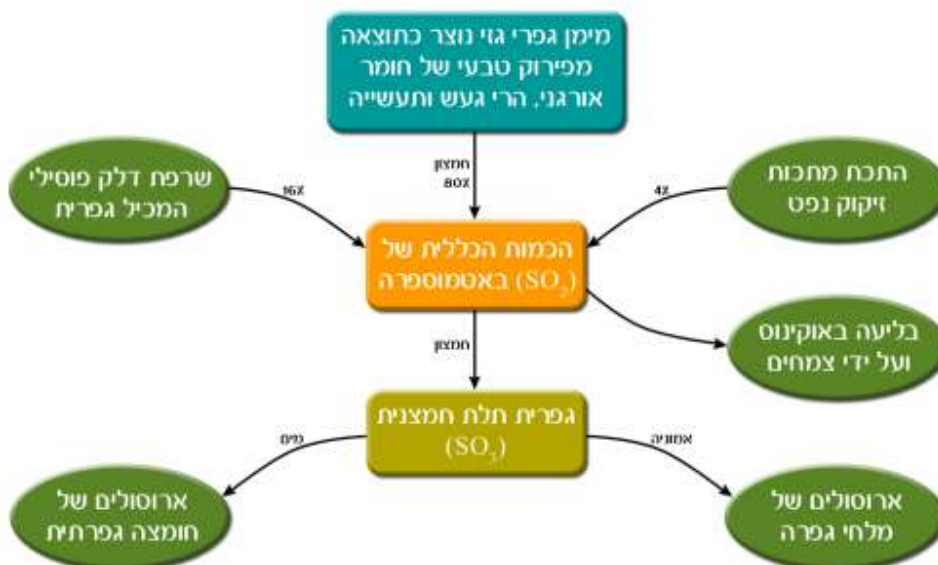 מימן גפרי גזי נוצר כתוצאה
מפירוק טבעי של חומר
אורגני, הרי געש ותעשייה
חמצון
80%
שרפת דלק פוסילי
המכיל גפרית
16%
התכת מתכות
זיקוק נפט
4%
הכמות הכללית של
(SO₂) באטמוספרה
בליעה באוקינוס
ועל ידי צמחים
חמצון
גפרית תלת חמצנית
(SO₃)
מים
אמוניה
ארוסולים של
חומצה גפרתית
ארוסולים של
מלחי גפרה